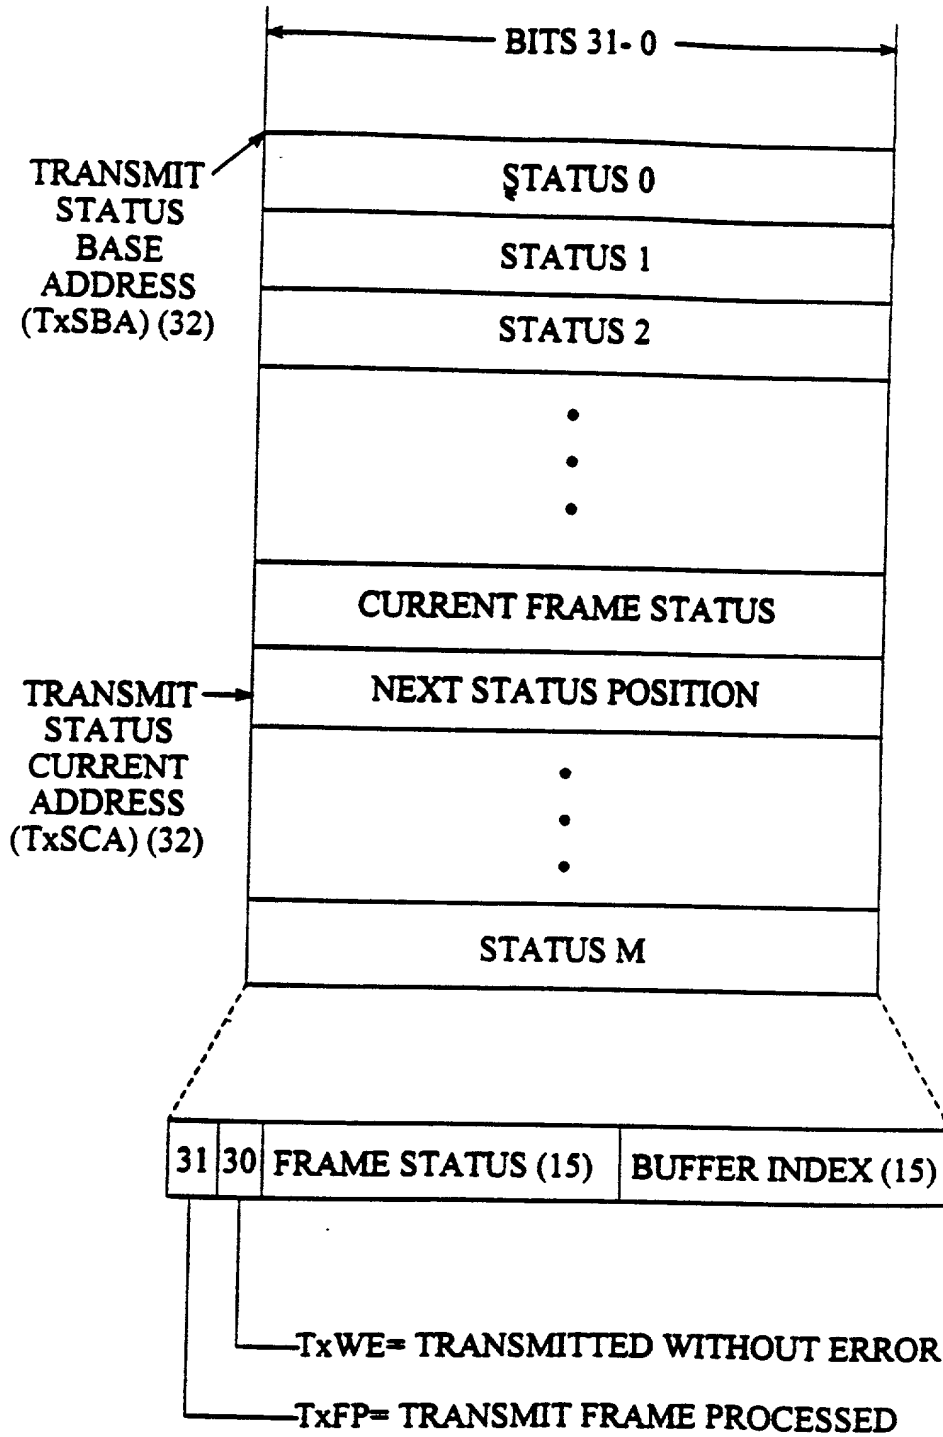 BITS 31- 0
TRANSMIT
STATUS
BASE
ADDRESS
(TxSBA) (32)
STATUS 0
STATUS 1
STATUS 2
CURRENT FRAME STATUS
NEXT STATUS POSITION
TRANSMIT
STATUS
CURRENT
ADDRESS
(TxSCA) (32)
STATUS M
31 30 FRAME STATUS (15) BUFFER INDEX (15)
TxWE= TRANSMITTED WITHOUT ERROR
TxFP= TRANSMIT FRAME PROCESSED